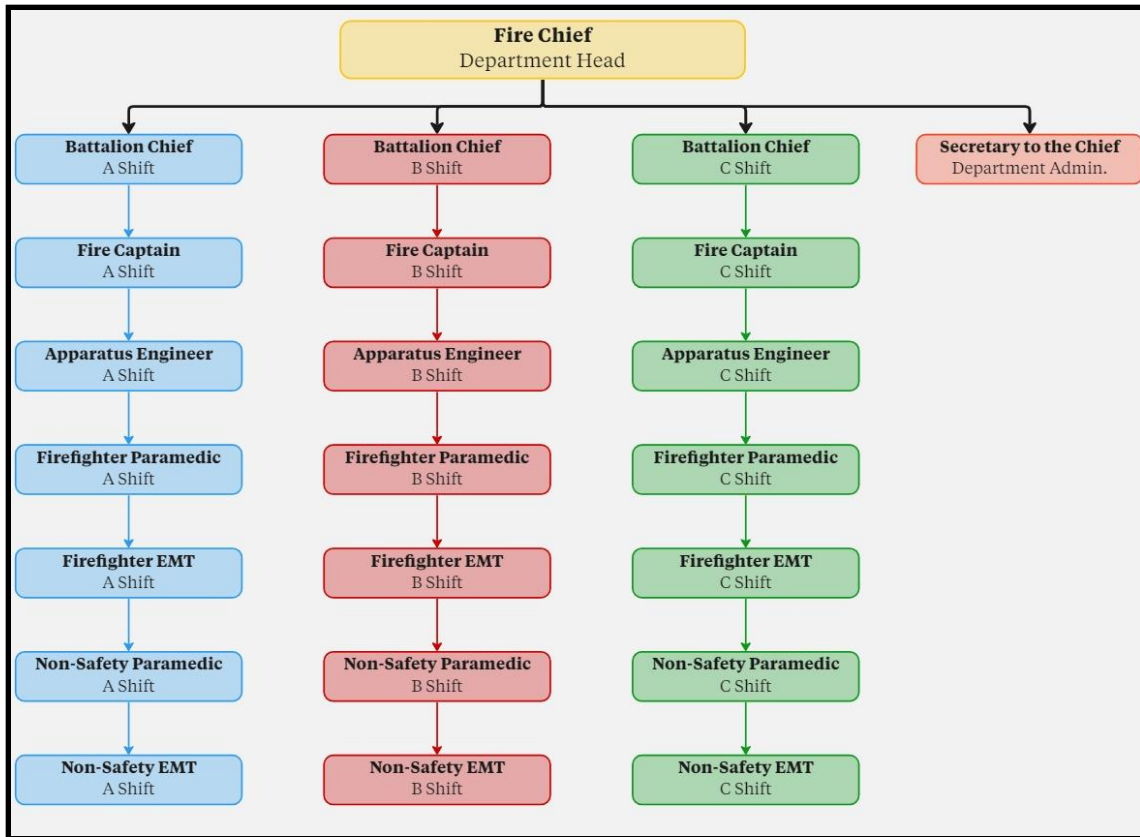 Fire Chief
Department Head
Battalion Chief
A Shift
Battalion Chief
B Shift
Battalion Chief
C Shift
Secretary to the Chief
Department Admin.
Fire Captain
A Shift
Fire Captain
B Shift
Fire Captain
C Shift
Apparatus Engineer
A Shift
Apparatus Engineer
B Shift
Apparatus Engineer
C Shift
Firefighter Paramedic
A Shift
Firefighter Paramedic
B Shift
Firefighter Paramedic
C Shift
Firefighter EMT
A Shift
Firefighter EMT
B Shift
Firefighter EMT
C Shift
Non-Safety Paramedic
A Shift
Non-Safety Paramedic
B Shift
Non-Safety Paramedic
C Shift
Non-Safety EMT
A Shift
Non-Safety EMT
B Shift
Non-Safety EMT
C Shift